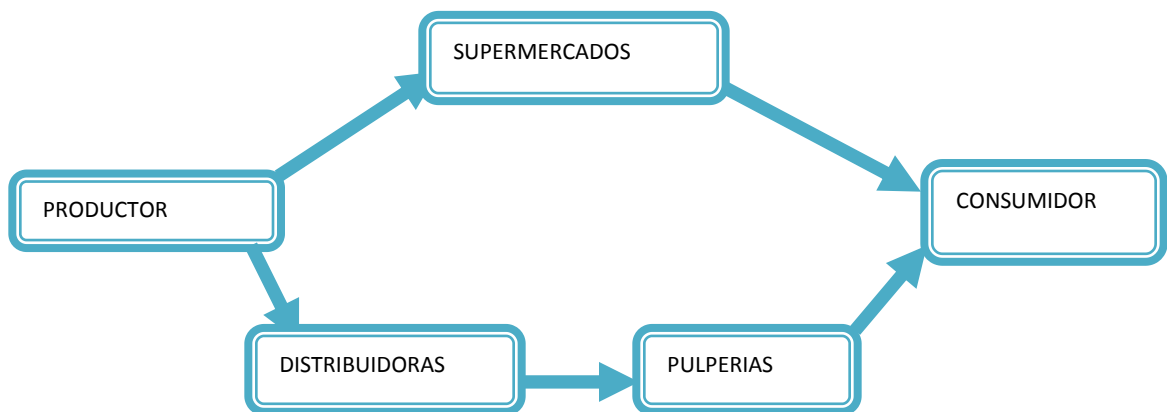 SUPERMERCADOS
PRODUCTOR
CONSUMIDOR
DISTRIBUIDORAS
PULPERIAS